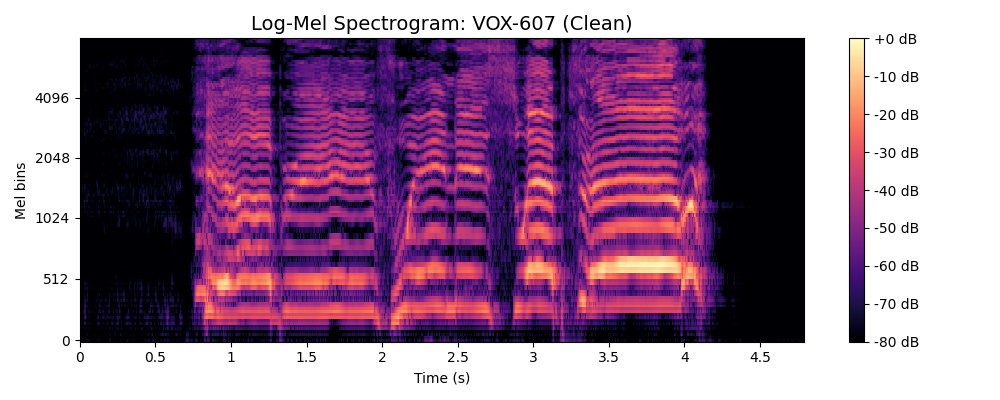 Log-Mel Spectrogram: VOX-607 (Clean)
Mel bins
4096
2048
1024
512
0
0 0.5 1 1.5 2 2.5 3 3.5 4 4.5
Time (s)
+0 dB
-10 dB
-20 dB
-30 dB
-40 dB
-50 dB
-60 dB
-70 dB
-80 dB